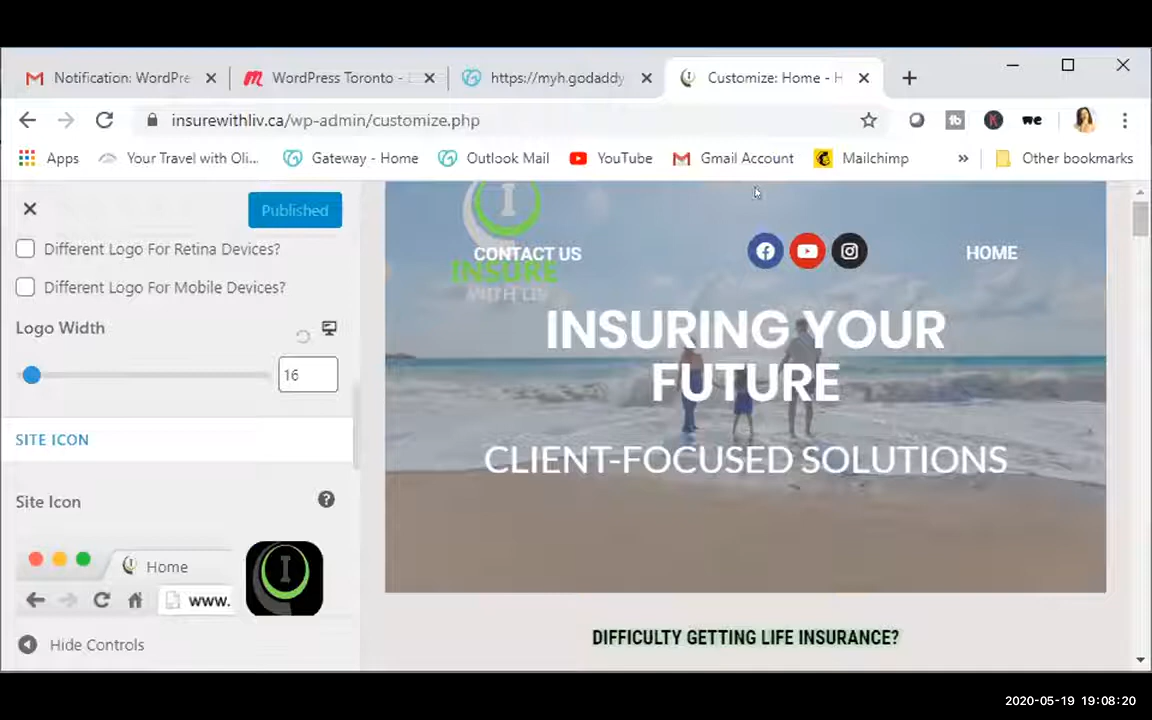 Notification: WordPre
WordPress Toronto -
https://myh.godaddy
Customize: Home - H
insurewithliv.ca/wp-admin/customize.php
Apps
Your Travel with Oli...
Gateway - Home
Outlook Mail
YouTube
Gmail Account
Mailchimp
»
Other bookmarks
Published
Different Logo For Retina Devices?
Different Logo For Mobile Devices?
Logo Width
16
SITE ICON
Site Icon
Home
www.
I
Hide Controls
I
CONTACT US
INSURE
WITH LIV
HOME
INSURING YOUR
FUTURE
CLIENT-FOCUSED SOLUTIONS
DIFFICULTY GETTING LIFE INSURANCE?
2020-05-19 19:08:20